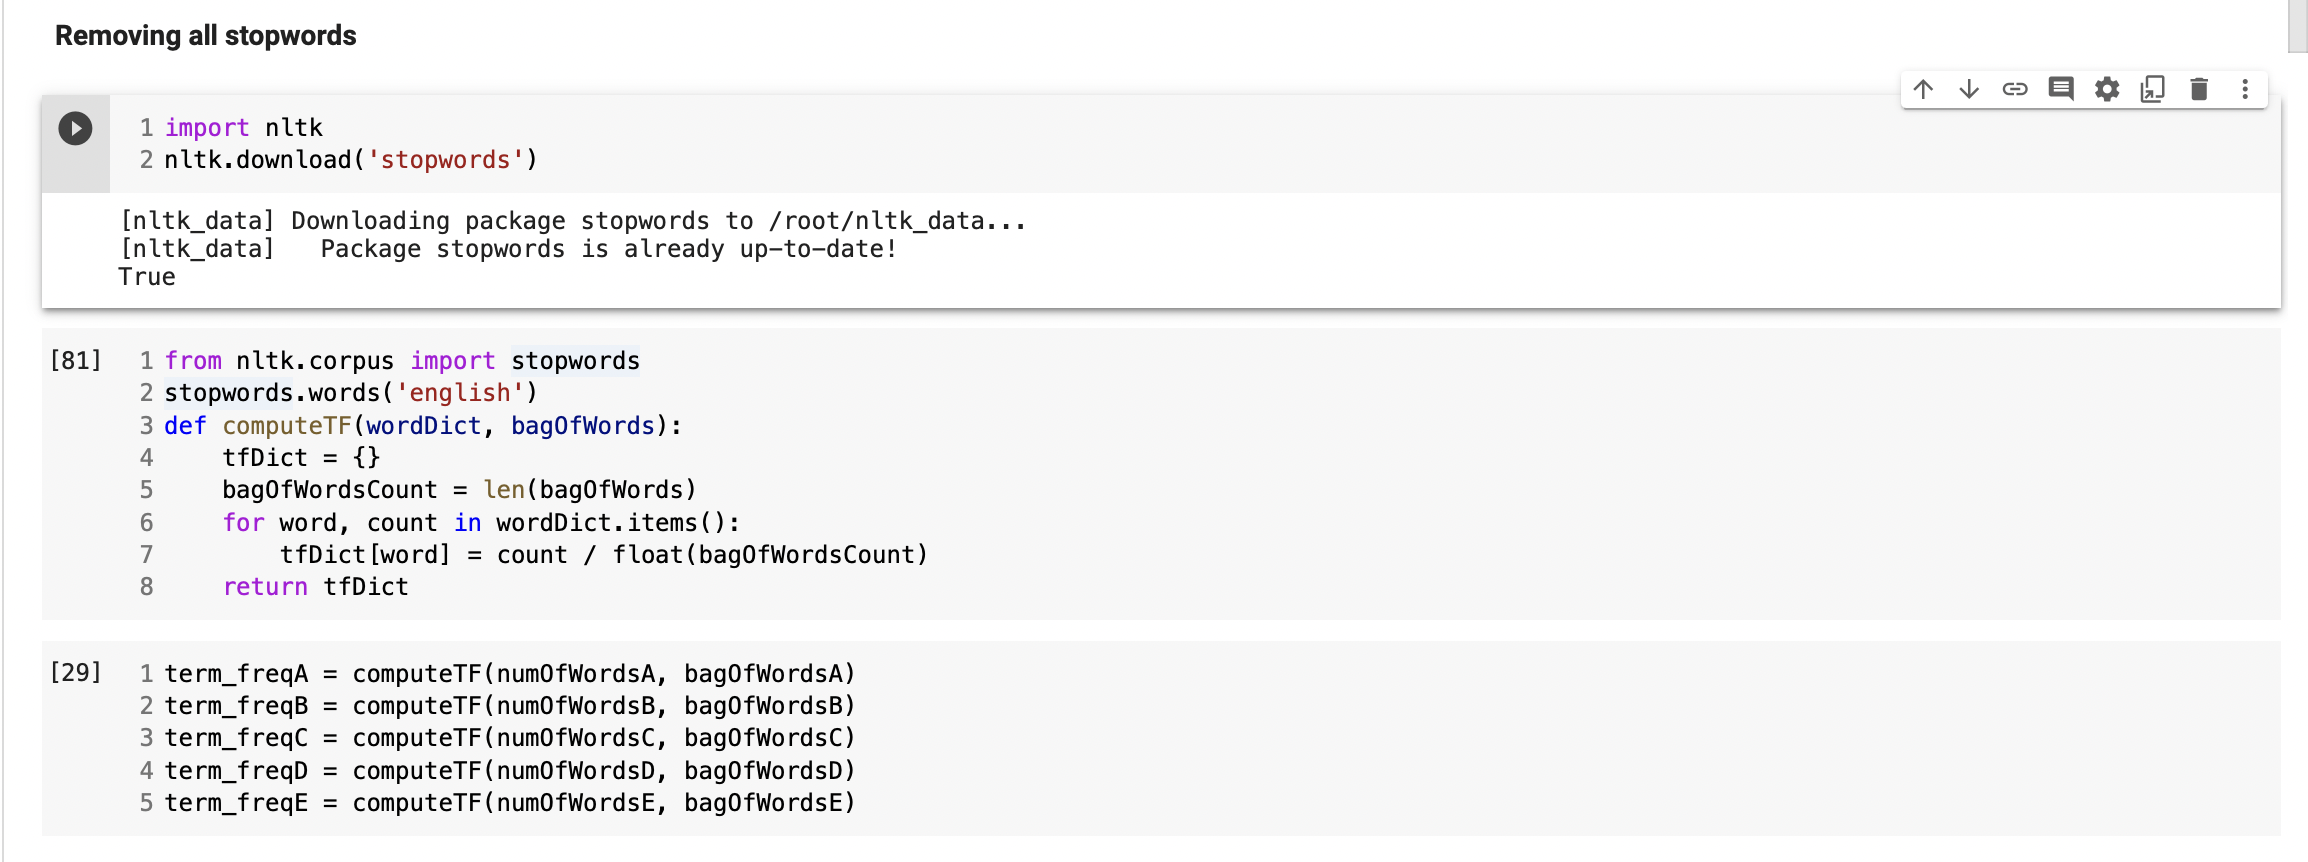 Removing all stopwords
1 import nltk
2 nltk.download('stopwords')
[nltk_data] Downloading package stopwords to /root/nltk_data...
[nltk_data]   Package stopwords is already up-to-date!
True
[81] 1 from nltk.corpus import stopwords
2 stopwords.words('english')
3 def computeTF(wordDict, bagOfWords):
4     tfDict = {}
5     bagOfWordsCount = len(bagOfWords)
6     for word, count in wordDict.items():
7         tfDict[word] = count / float(bagOfWordsCount)
8     return tfDict
[29] 1 term_freqA = computeTF(numOfWordsA, bagOfWordsA)
2 term_freqB = computeTF(numOfWordsB, bagOfWordsB)
3 term_freqC = computeTF(numOfWordsC, bagOfWordsC)
4 term_freqD = computeTF(numOfWordsD, bagOfWordsD)
5 term_freqE = computeTF(numOfWordsE, bagOfWordsE)